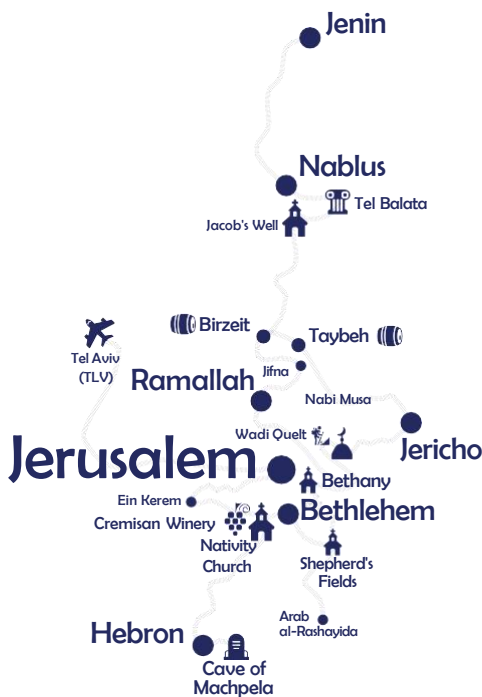 Jenin
Nablus
Tel Balata
Jacob's Well
Birzeit
Taybeh
Tel Aviv
(TLV)
Jifna
Ramallah
Nabi Musa
Jericho
Wadi Quelt
Jerusalem
Bethany
Ein Kerem
Bethlehem
Cremisan Winery
Nativity
Church
Shepherd's
Fields
Arab
al-Rashayida
Hebron
Cave of
Machpela